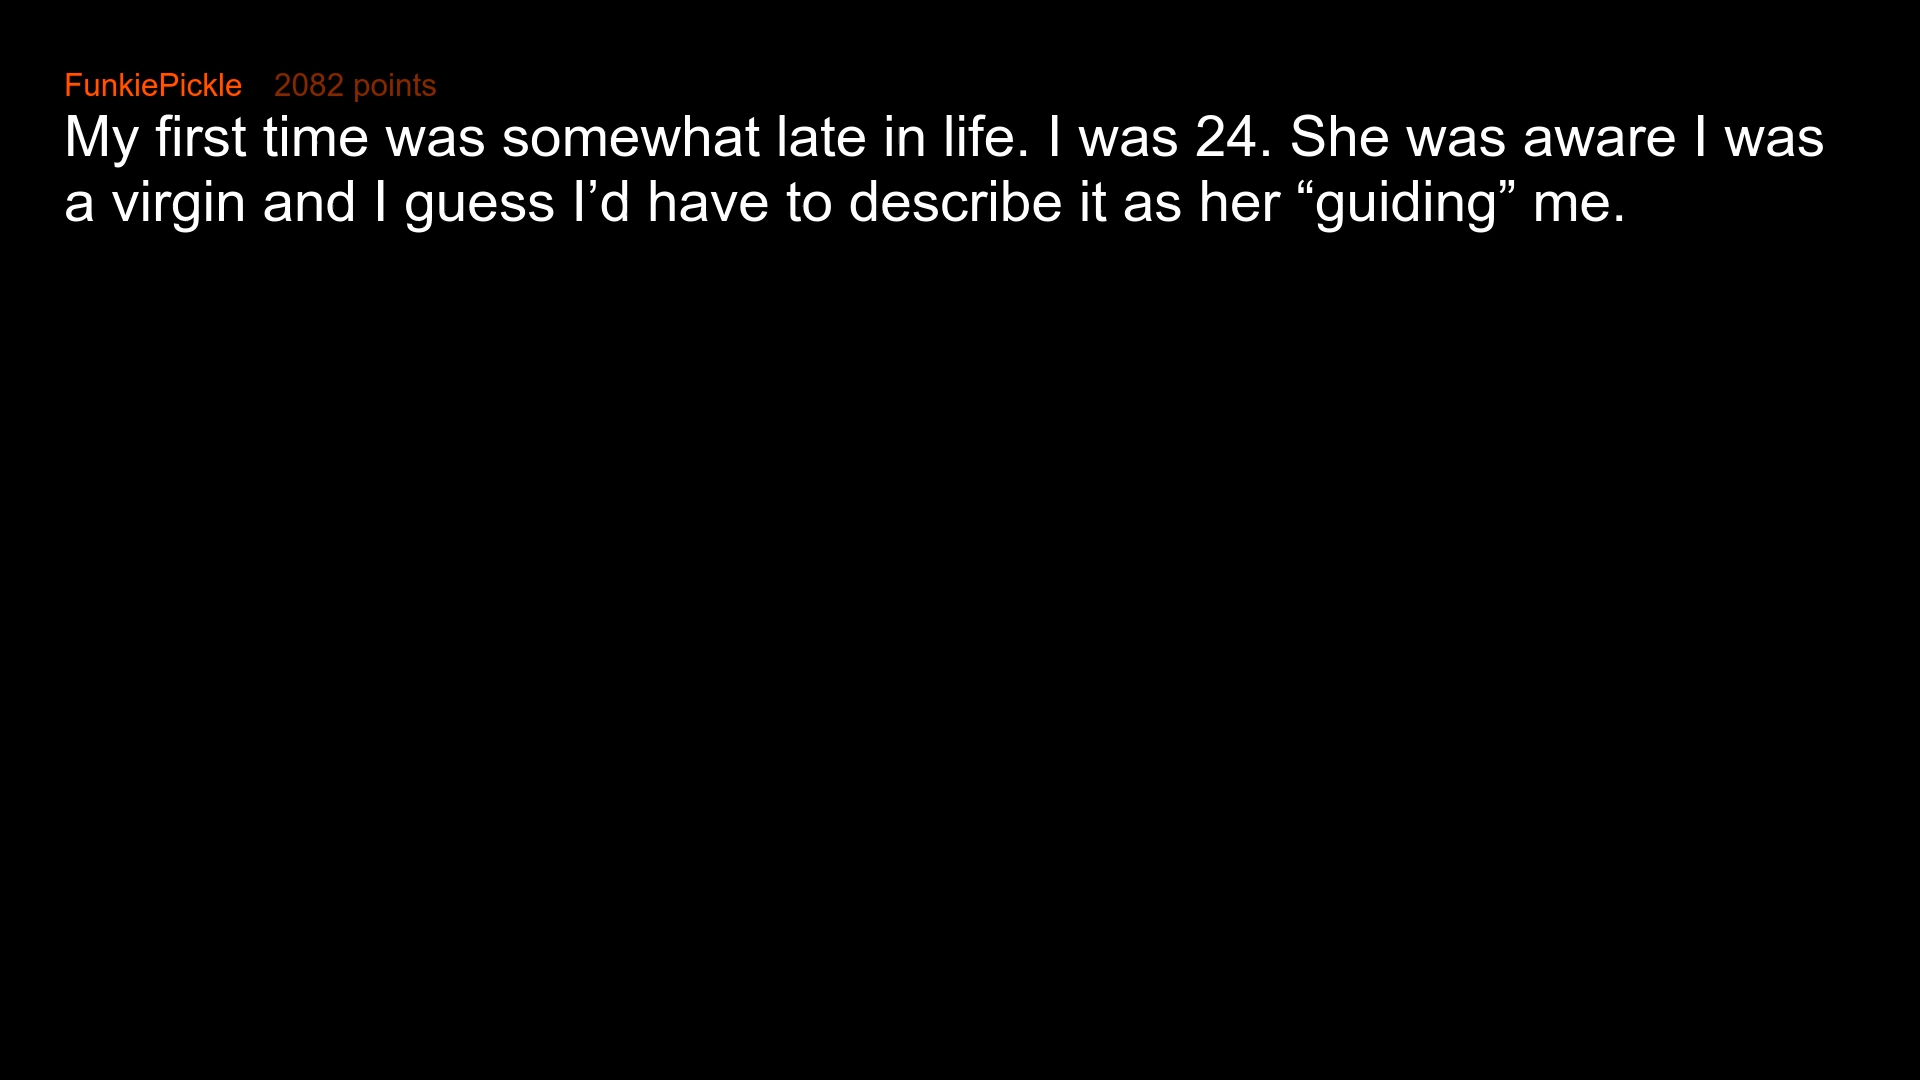 FunkiePickle 2082 points
My first time was somewhat late in life. I was 24. She was aware I was
a virgin and I guess I’d have to describe it as her “guiding” me.